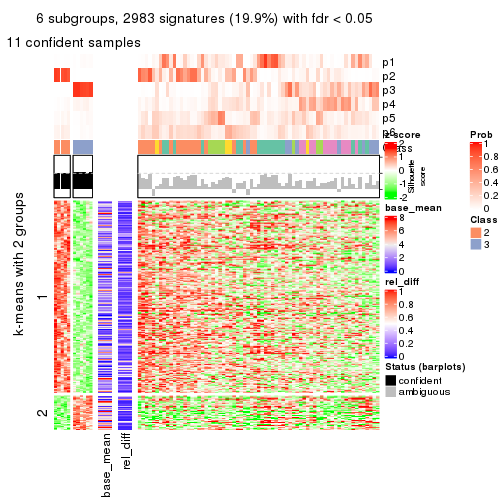 6 subgroups, 2983 signatures (19.9%) with fdr < 0.05
11 confident samples
p1
p2
p3
p4
p5
p6
Class
z-score
2
1
0
-1
-2
Silhouette
score
base_mean
8
6
4
2
0
rel_diff
1
0.8
0.6
0.4
0.2
0
Status (barplots)
confident
ambiguous
Prob
1
0.8
0.6
0.4
0.2
0
Class
2
3
k-means with 2 groups
1
2
base_mean
rel_diff